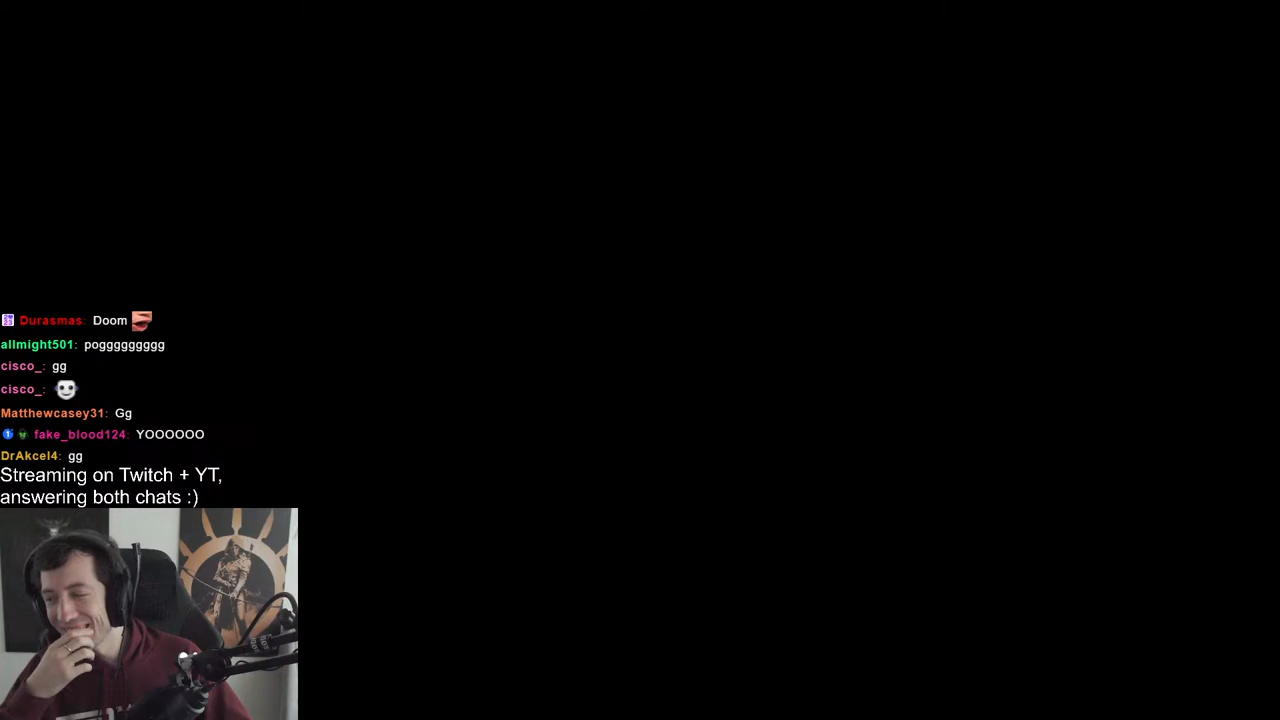 Durasmas: Doom
allmight501: poggggggggg
cisco_: gg
cisco_:
Matthewcasey31: Gg
fake_blood124: YOOOOOO
DrAkcel4: gg
Streaming on Twitch + YT,
answering both chats :)